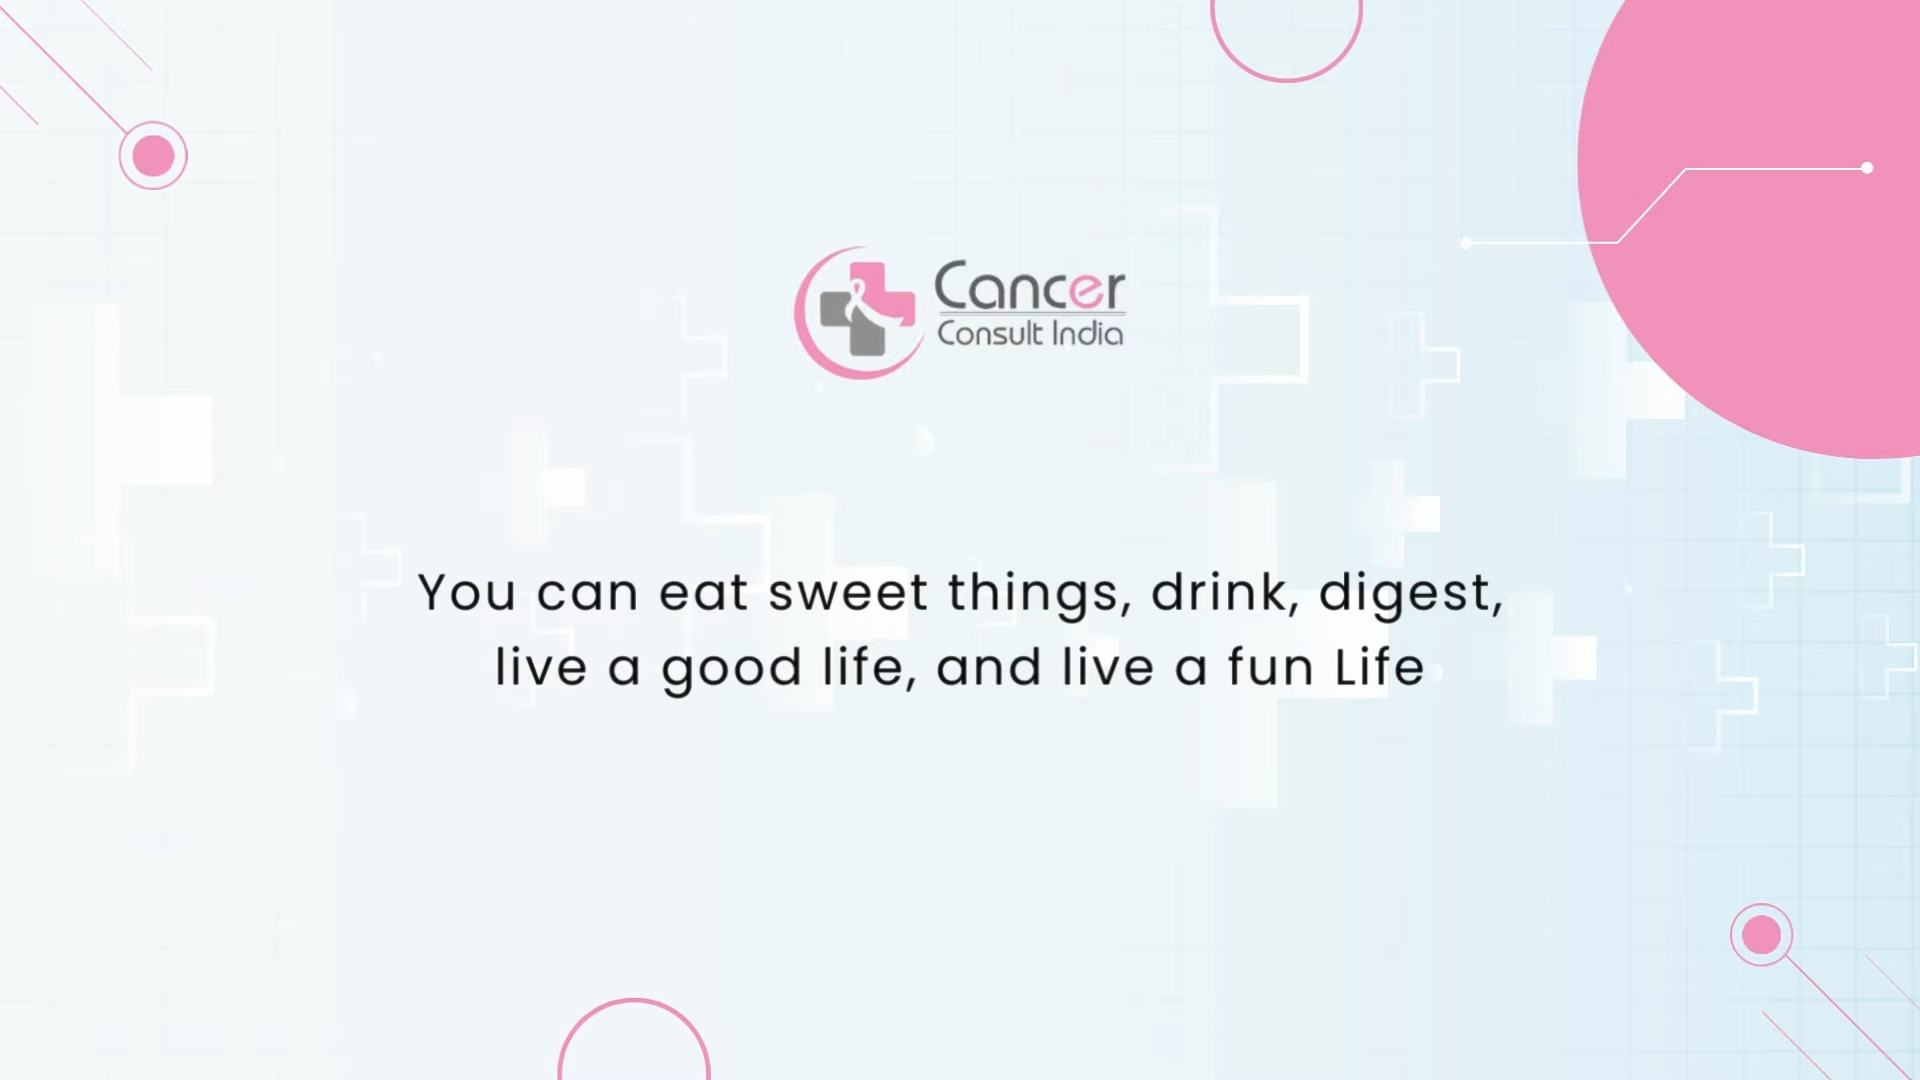 Cancer
Consult India
You can eat sweet things, drink, digest,
live a good life, and live a fun Life